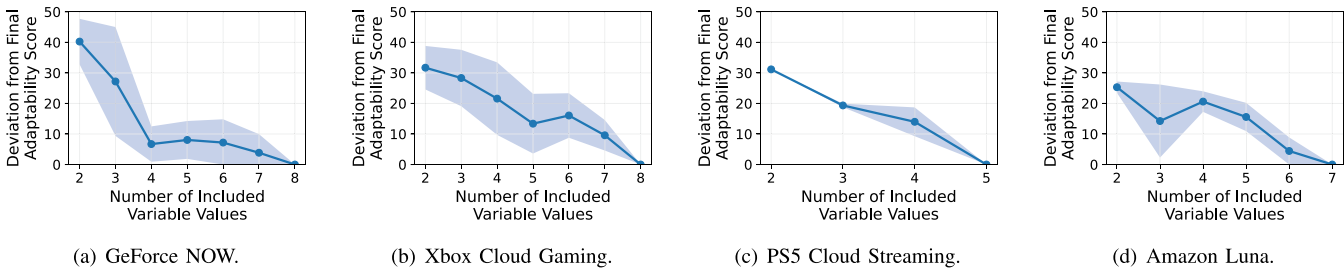 50
40
30
20
10
0
Deviation from Final
Adaptability Score
2 3 4 5 6 7 8
Number of Included
Variable Values
(a) GeForce NOW.
50
40
30
20
10
0
Deviation from Final
Adaptability Score
2 3 4 5 6 7 8
Number of Included
Variable Values
(b) Xbox Cloud Gaming.
50
40
30
20
10
0
Deviation from Final
Adaptability Score
2 3 4 5
Number of Included
Variable Values
(c) PS5 Cloud Streaming.
50
40
30
20
10
0
Deviation from Final
Adaptability Score
2 3 4 5 6 7
Number of Included
Variable Values
(d) Amazon Luna.